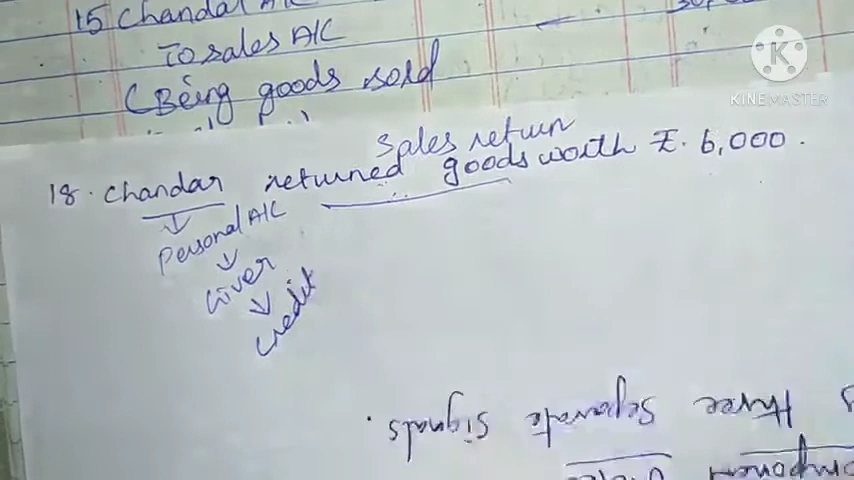 15 Chandar A/C
To sales A/C
(Being goods sold
KINEMASTER
Sales return
18. Chandar returned goods worth ₹. 6,000.
Personal A/C
Giver
Credit
three separate signals.
component